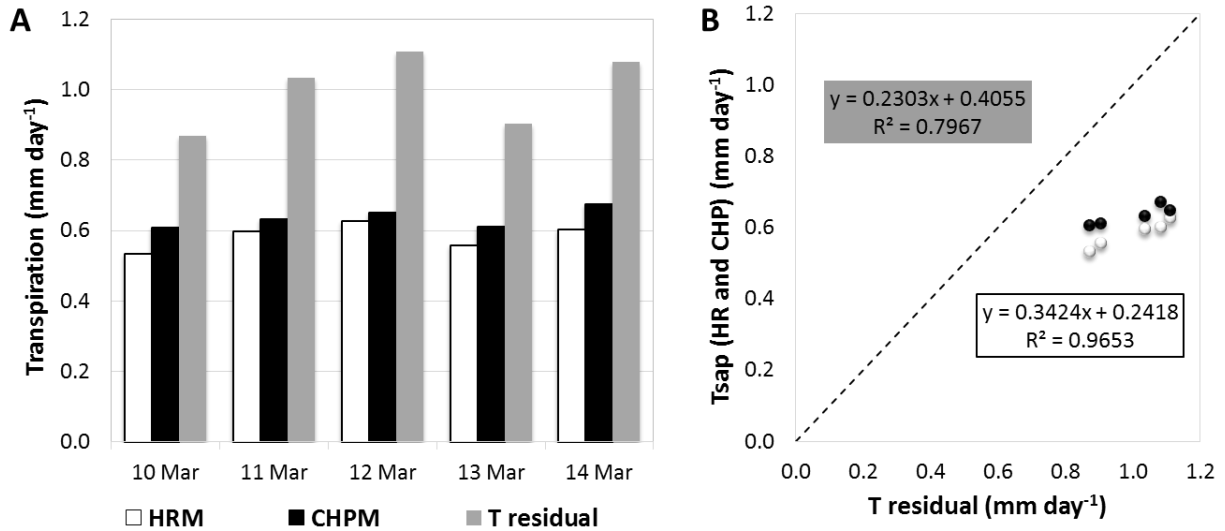 A
Transpiration (mm day⁻¹)
1.2
1.0
0.8
0.6
0.4
0.2
0.0
10 Mar 11 Mar 12 Mar 13 Mar 14 Mar
HRM CHPM T residual
B
Tsap (HR and CHP) (mm day⁻¹)
1.2
1.0
0.8
0.6
0.4
0.2
0.0
y = 0.2303x + 0.4055
R² = 0.7967
y = 0.3424x + 0.2418
R² = 0.9653
0.0 0.2 0.4 0.6 0.8 1.0 1.2
T residual (mm day⁻¹)